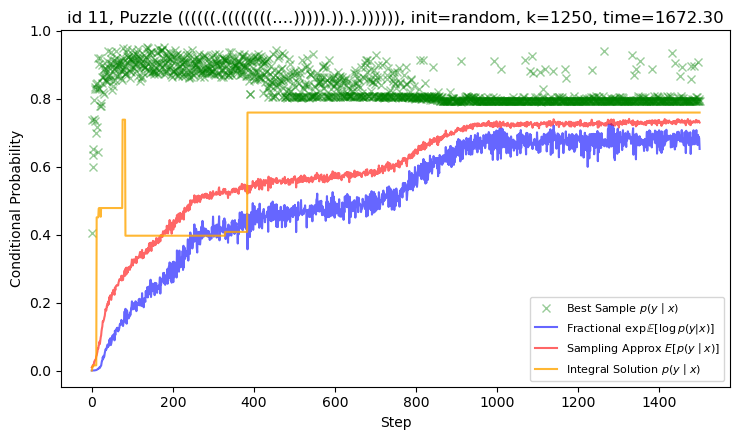 id 11, Puzzle ((((((.((((((((....))))).)).).)))))), init=random, k=1250, time=1672.30
1.0
0.8
0.6
0.4
0.2
0.0
Conditional Probability
0
200
400
600
800
1000
1200
1400
Step
Best Sample p(y | x)
Fractional exp𝔼[log p(y|x)]
Sampling Approx E[p(y | x)]
Integral Solution p(y | x)